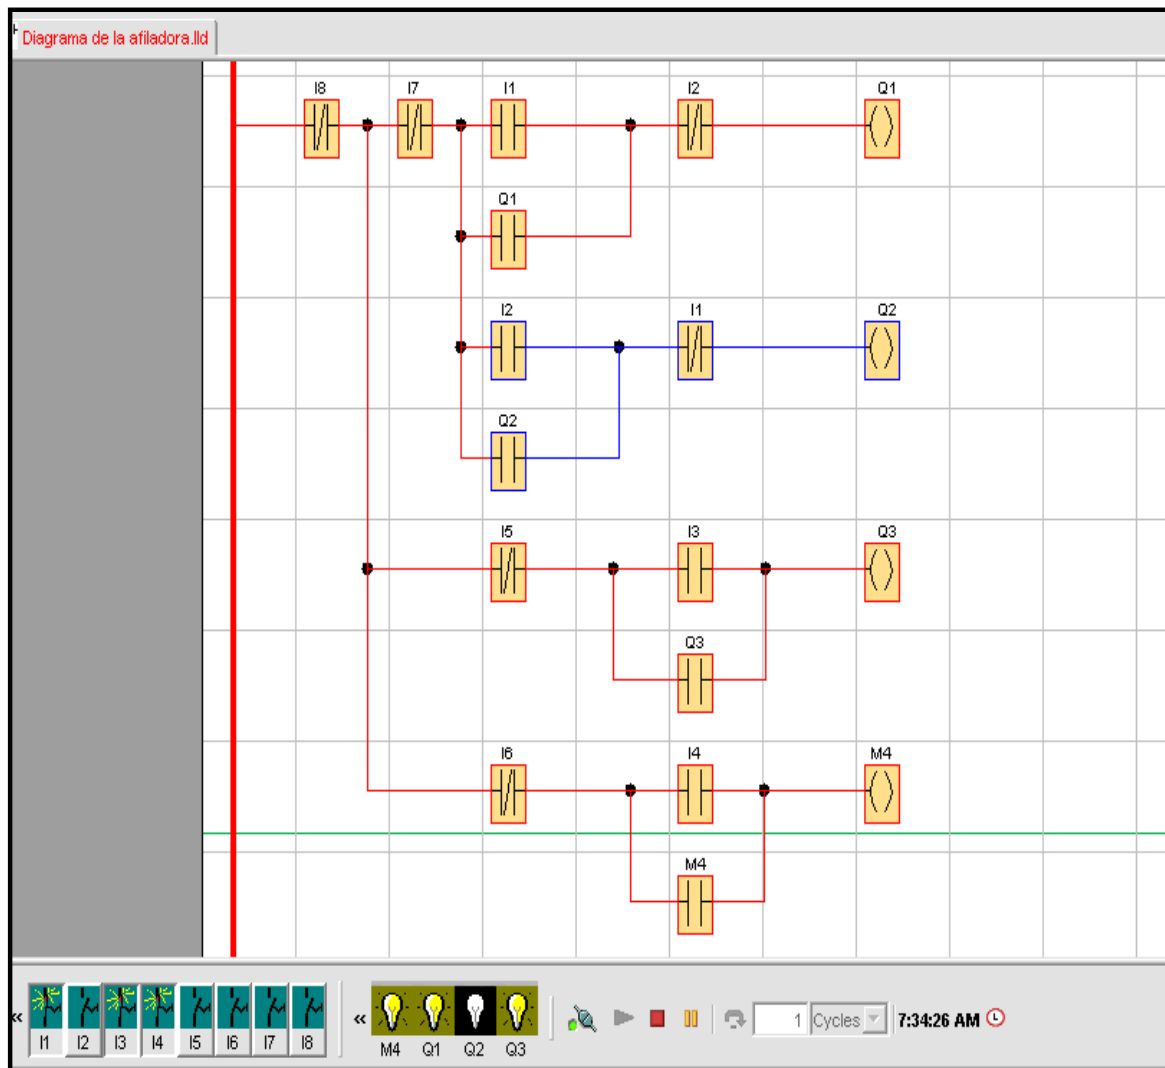 Diagrama de la afiladora.lld
I8 I7 I1 I2 Q1
Q1
I2 I1 Q2
Q2
I5 I3 Q3
Q3
I6 I4 M4
M4
« I1 I2 I3 I4 I5 I6 I7 I8 « M4 Q1 Q2 Q3 1 Cycles 7:34:26 AM